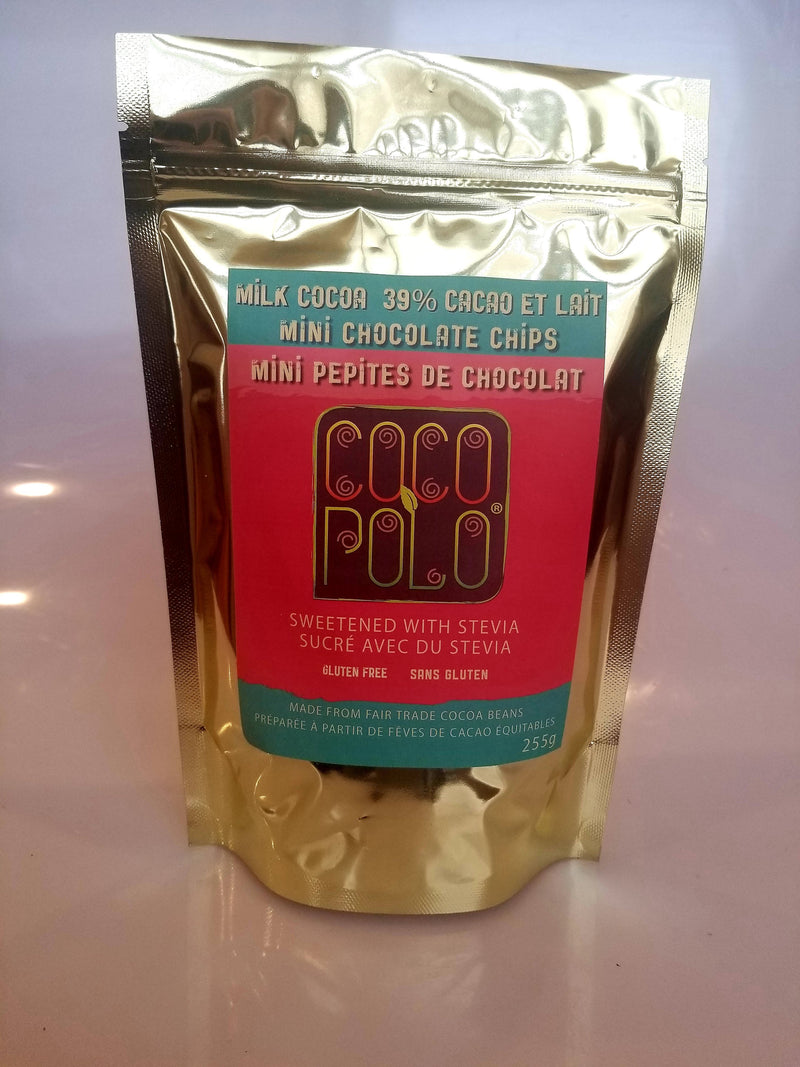 MILK COCOA 39% CACAO ET LAIT
MINI CHOCOLATE CHIPS
MINI PEPITES DE CHOCOLAT
COCO
POLO®
SWEETENED WITH STEVIA
SUCRÉ AVEC DU STEVIA
GLUTEN FREE SANS GLUTEN
MADE FROM FAIR TRADE COCOA BEANS
PRÉPARÉE À PARTIR DE FÈVES DE CACAO ÉQUITABLES
255g